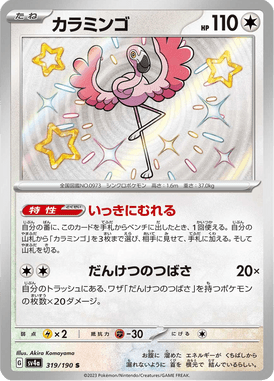 たね カラミンゴ HP 110
全国図鑑 NO.0973 シンクロポケモン 高さ：1.6m 重さ：37.0kg
特性 いっきにむれる
自分の番に、このカードを手札からベンチに出したとき、1回使える。自分の
山札から「カラミンゴ」を3枚まで選び、相手に見せて、手札に加える。そして
山札を切る。
だんけつのつばさ 20×
自分のトラッシュにある、ワザ「だんけつのつばさ」を持つポケモン
の枚数×20ダメージ。
弱点 ×2 抵抗力 -30 にげる
Illus. Akira Komayama
G sv4a 319/190 S
©2023 Pokémon/Nintendo/Creatures/GAME FREAK.